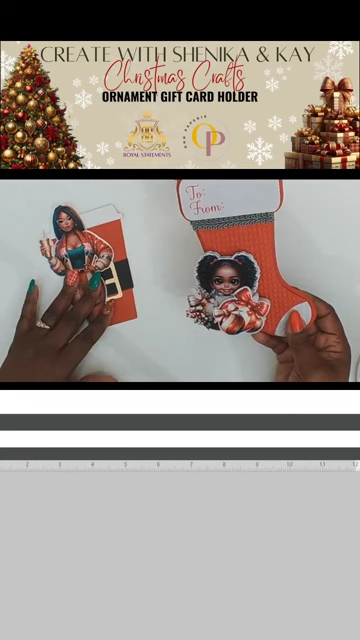 CREATE WITH SHENIKA & KAY
Christmas Crafts
ORNAMENT GIFT CARD HOLDER
ROYAL STATEMENTS
To:
From:
2 3 4 5 6 7 8 9 10 11 12